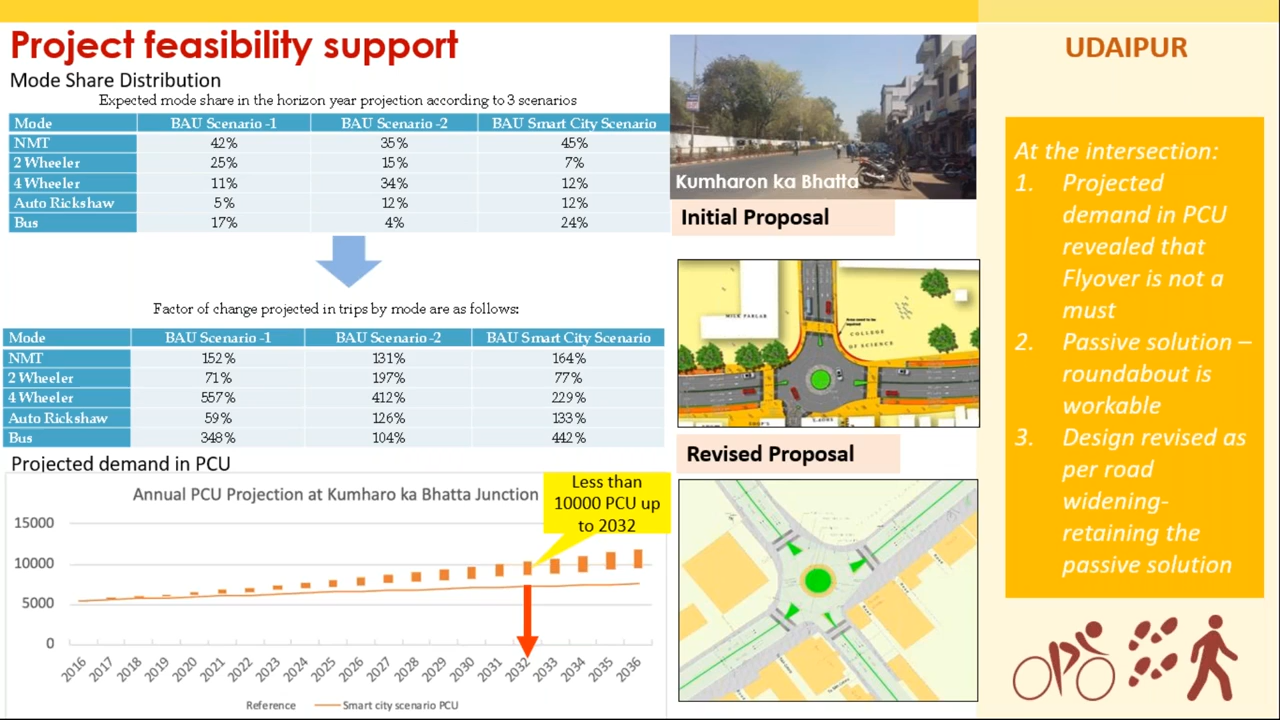 Project feasibility support
Mode Share Distribution
Expected mode share in the horizon year projection according to 3 scenarios
Mode BAU Scenario -1 BAU Scenario -2 BAU Smart City Scenario
NMT 42% 35% 45%
2 Wheeler 25% 15% 7%
4 Wheeler 11% 34% 12%
Auto Rickshaw 5% 12% 12%
Bus 17% 4% 24%
Factor of change projected in trips by mode are as follows:
Mode BAU Scenario -1 BAU Scenario -2 BAU Smart City Scenario
NMT 152% 131% 164%
2 Wheeler 71% 197% 77%
4 Wheeler 557% 412% 229%
Auto Rickshaw 59% 126% 133%
Bus 348% 104% 442%
Projected demand in PCU
Annual PCU Projection at Kumharo ka Bhatta Junction
Less than
10000 PCU up
to 2032
15000
10000
5000
0
2016 2017 2018 2019 2020 2021 2022 2023 2024 2025 2026 2027 2028 2029 2030 2031 2032 2033 2034 2035 2036
Reference Smart city scenario PCU
Kumharon ka Bhatta
Initial Proposal
MILK PARLAR
COLLEGE
OF SCIENCE
Revised Proposal
Road
Road
Road
UDAIPUR
At the intersection:
1. Projected
demand in PCU
revealed that
Flyover is not a
must
2. Passive solution –
roundabout is
workable
3. Design revised as
per road
widening-
retaining the
passive solution